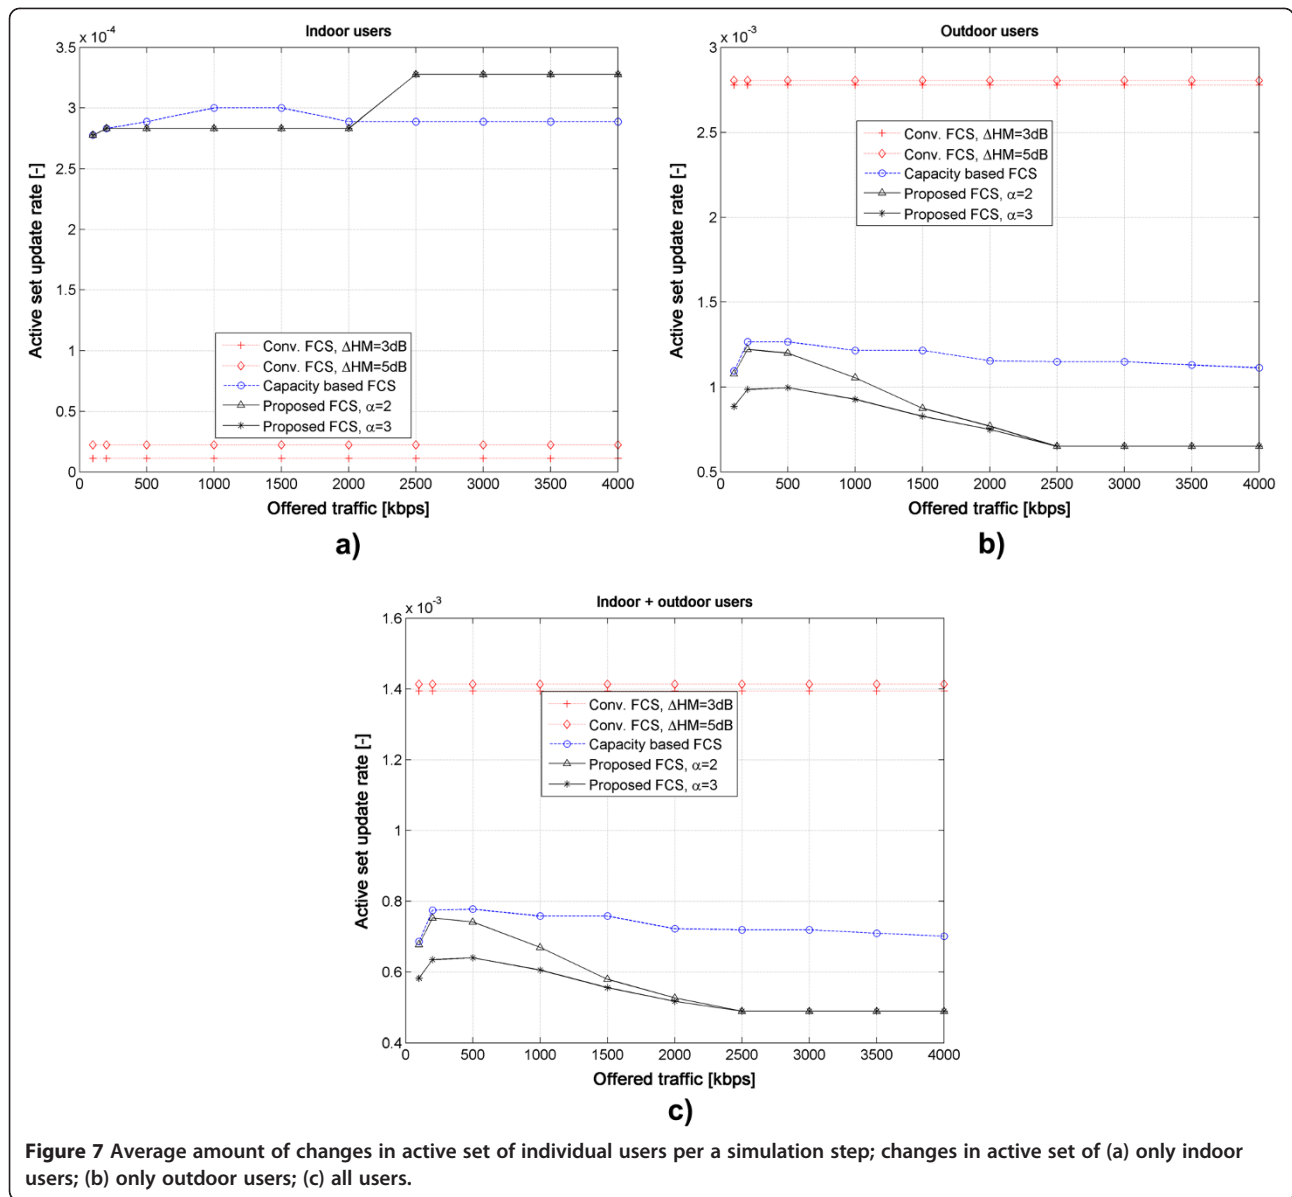 Indoor users
x 10⁻⁴
3.5
3
2.5
2
1.5
1
0.5
0
Active set update rate [-]
Conv. FCS, ΔHM=3dB
Conv. FCS, ΔHM=5dB
Capacity based FCS
Proposed FCS, α=2
Proposed FCS, α=3
0 500 1000 1500 2000 2500 3000 3500 4000
Offered traffic [kbps]
a)
Outdoor users
x 10⁻³
3
2.5
2
1.5
1
0.5
Active set update rate [-]
Conv. FCS, ΔHM=3dB
Conv. FCS, ΔHM=5dB
Capacity based FCS
Proposed FCS, α=2
Proposed FCS, α=3
0 500 1000 1500 2000 2500 3000 3500 4000
Offered traffic [kbps]
b)
Indoor + outdoor users
x 10⁻³
1.6
1.4
1.2
1
0.8
0.6
0.4
Active set update rate [-]
Conv. FCS, ΔHM=3dB
Conv. FCS, ΔHM=5dB
Capacity based FCS
Proposed FCS, α=2
Proposed FCS, α=3
0 500 1000 1500 2000 2500 3000 3500 4000
Offered traffic [kbps]
c)
Figure 7 Average amount of changes in active set of individual users per a simulation step; changes in active set of (a) only indoor
users; (b) only outdoor users; (c) all users.